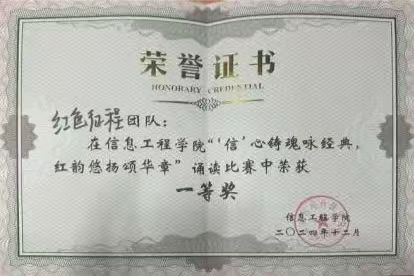 荣誉证书
HONORARY CREDENTIAL
红色征程团队：
在信息工程学院“‘信’心铸魂咏经典，
红韵悠扬颂华章”诵读比赛中荣获
一等奖
信息工程学院
二〇二四年十二月